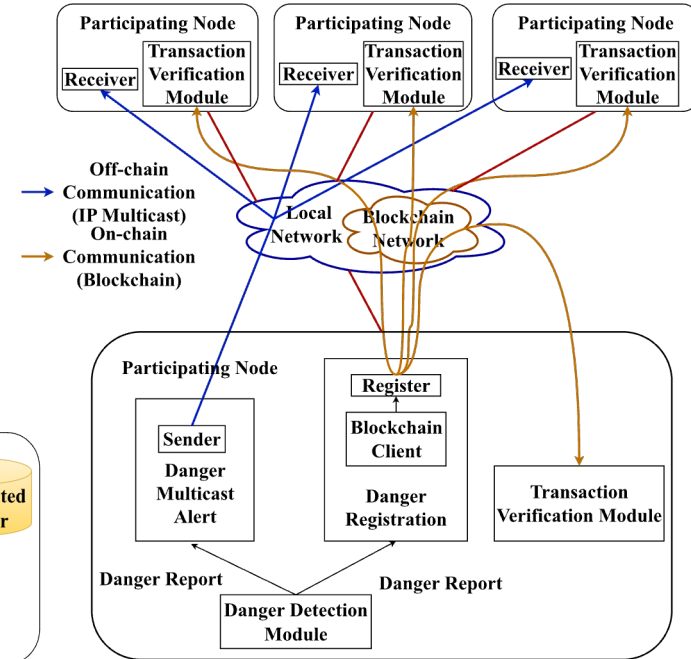 Participating Node
Receiver
Transaction
Verification
Module
Participating Node
Receiver
Transaction
Verification
Module
Participating Node
Receiver
Transaction
Verification
Module
Off-chain
Communication
(IP Multicast)
On-chain
Communication
(Blockchain)
Local
Network
Blockchain
Network
Participating Node
Register
Blockchain
Client
Danger
Registration
Sender
Danger
Multicast
Alert
Transaction
Verification Module
Danger Report
Danger Report
Danger Detection
Module
ted
r